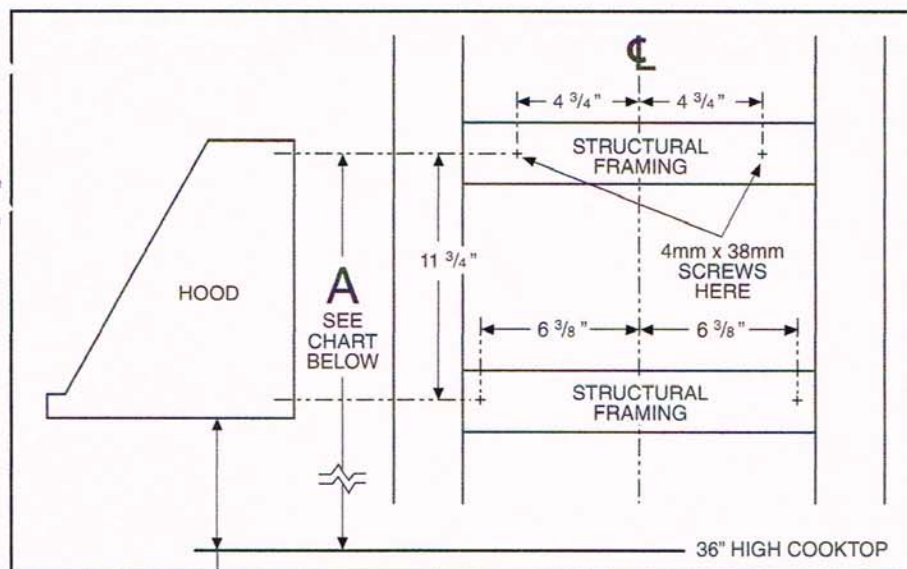 ℄
4 3/4" 4 3/4"
STRUCTURAL
FRAMING
4mm x 38mm
SCREWS
HERE
11 3/4"
HOOD
A
SEE
CHART
BELOW
6 3/8" 6 3/8"
STRUCTURAL
FRAMING
36" HIGH COOKTOP